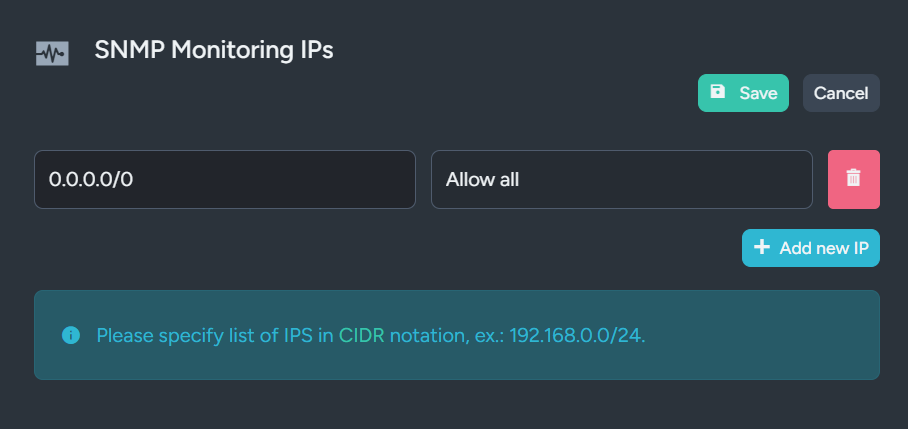 SNMP Monitoring IPs
Save
Cancel
0.0.0.0/0
Allow all
Add new IP
Please specify list of IPS in CIDR notation, ex.: 192.168.0.0/24.